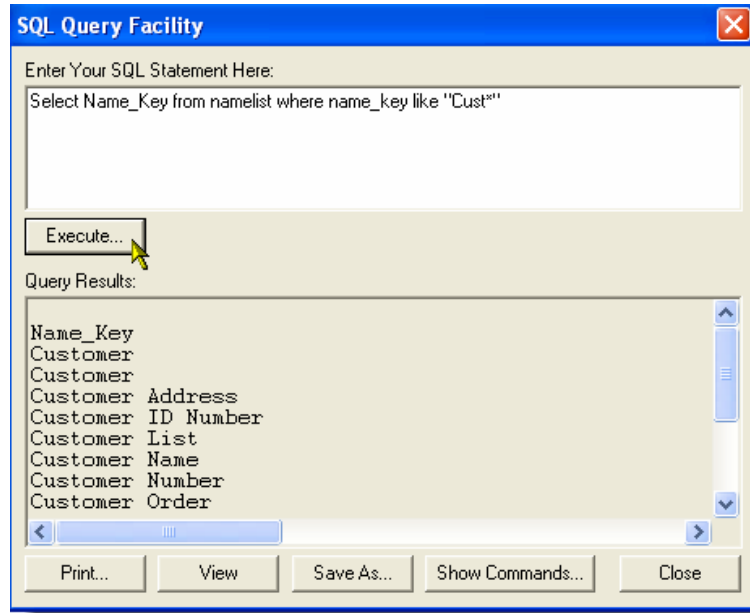 SQL Query Facility
Enter Your SQL Statement Here:
Select Name_Key from namelist where name_key like "Cust*"
Execute...
Query Results:
Name_Key
Customer
Customer
Customer Address
Customer ID Number
Customer List
Customer Name
Customer Number
Customer Order
Print... View Save As... Show Commands... Close